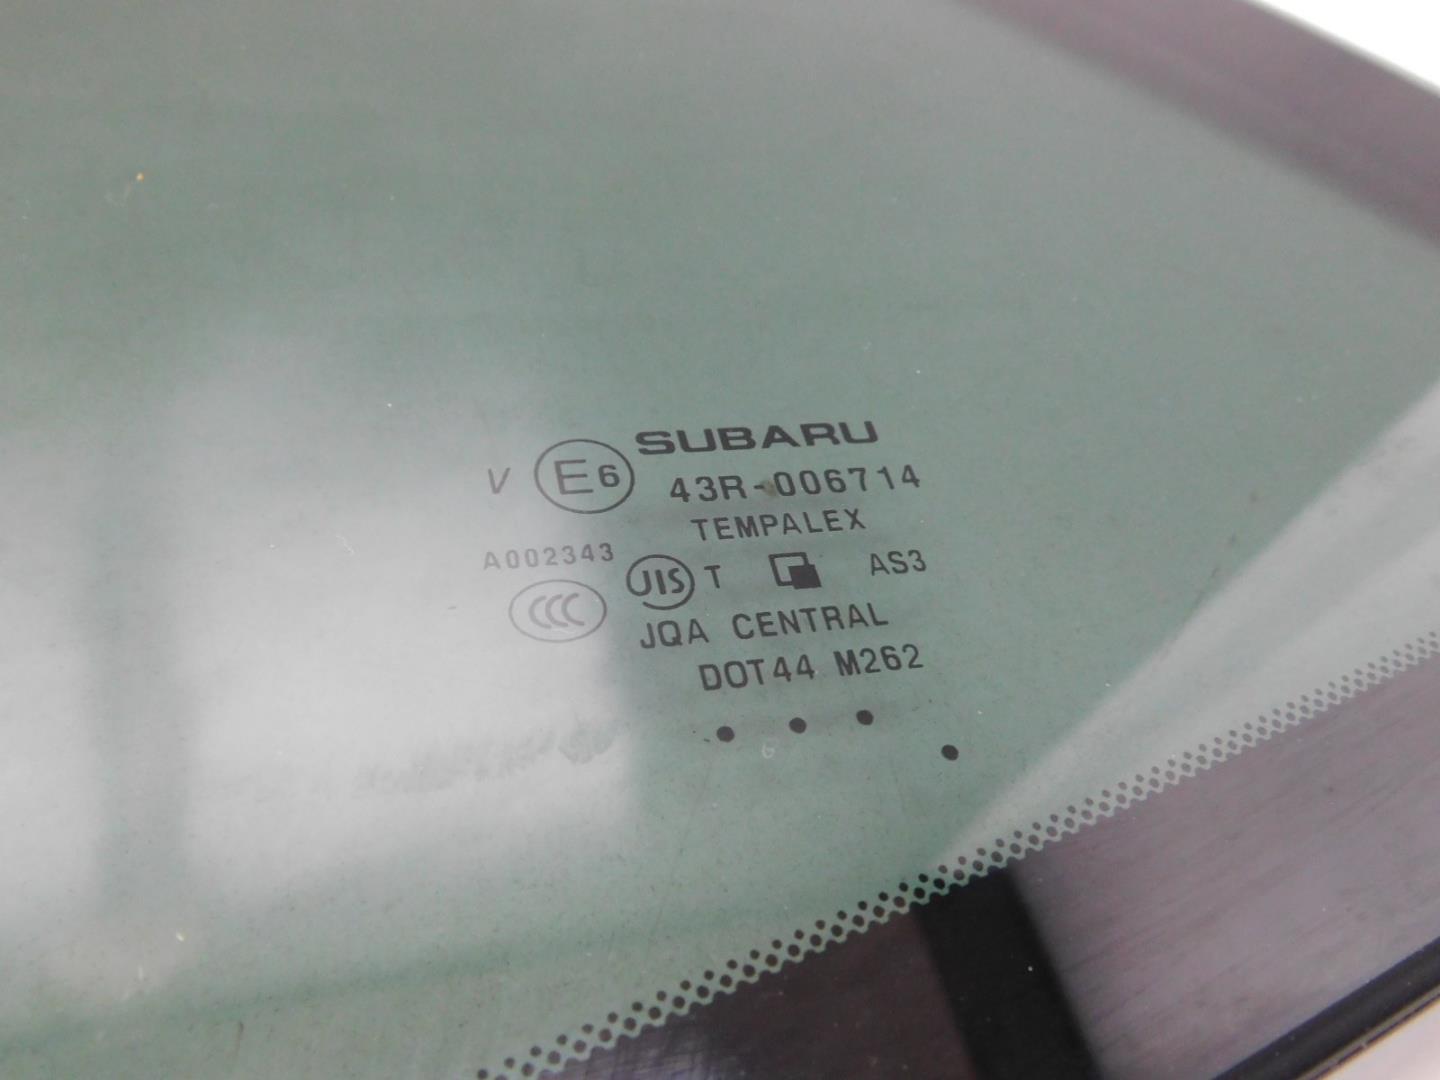 SUBARU
V E6 43R-006714
TEMPALEX
A002343
JIS T AS3
CCC
JQA CENTRAL
DOT44 M262